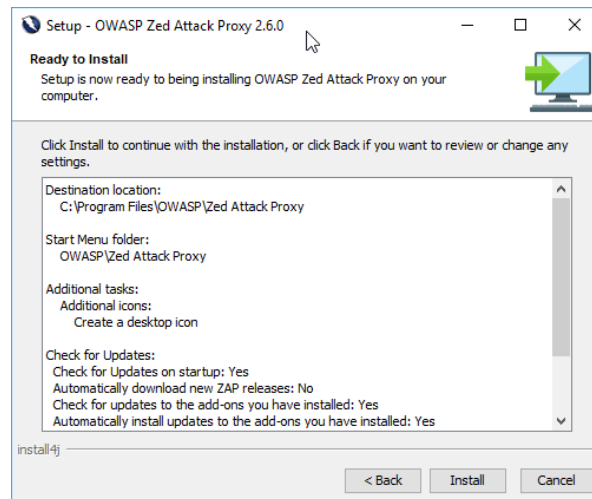 Setup - OWASP Zed Attack Proxy 2.6.0
Ready to Install
Setup is now ready to being installing OWASP Zed Attack Proxy on your
computer.
Click Install to continue with the installation, or click Back if you want to review or change any
settings.
Destination location:
C:\Program Files\OWASP\Zed Attack Proxy
Start Menu folder:
OWASP\Zed Attack Proxy
Additional tasks:
Additional icons:
Create a desktop icon
Check for Updates:
Check for Updates on startup: Yes
Automatically download new ZAP releases: No
Check for updates to the add-ons you have installed: Yes
Automatically install updates to the add-ons you have installed: Yes
install4j
< Back Install Cancel